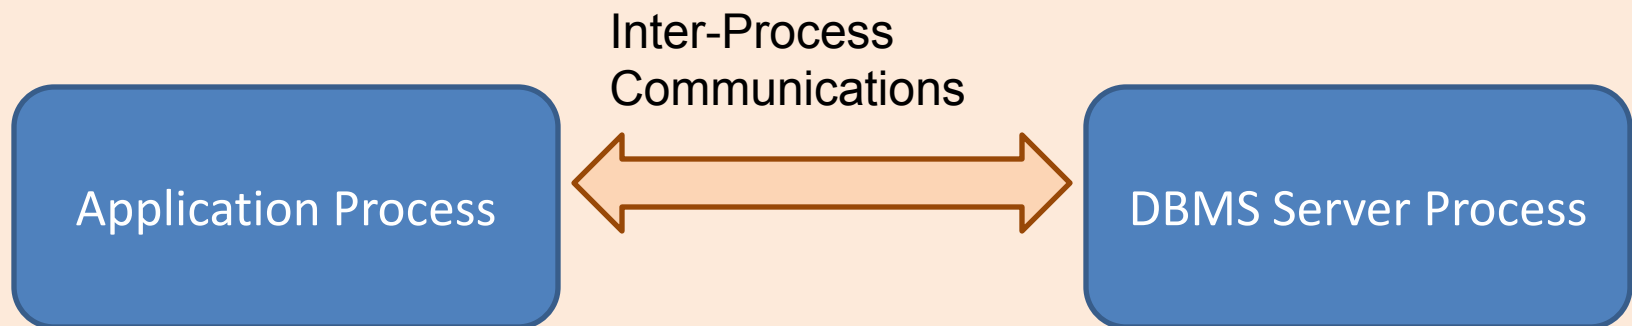 Inter-Process
Communications
Application Process
DBMS Server Process